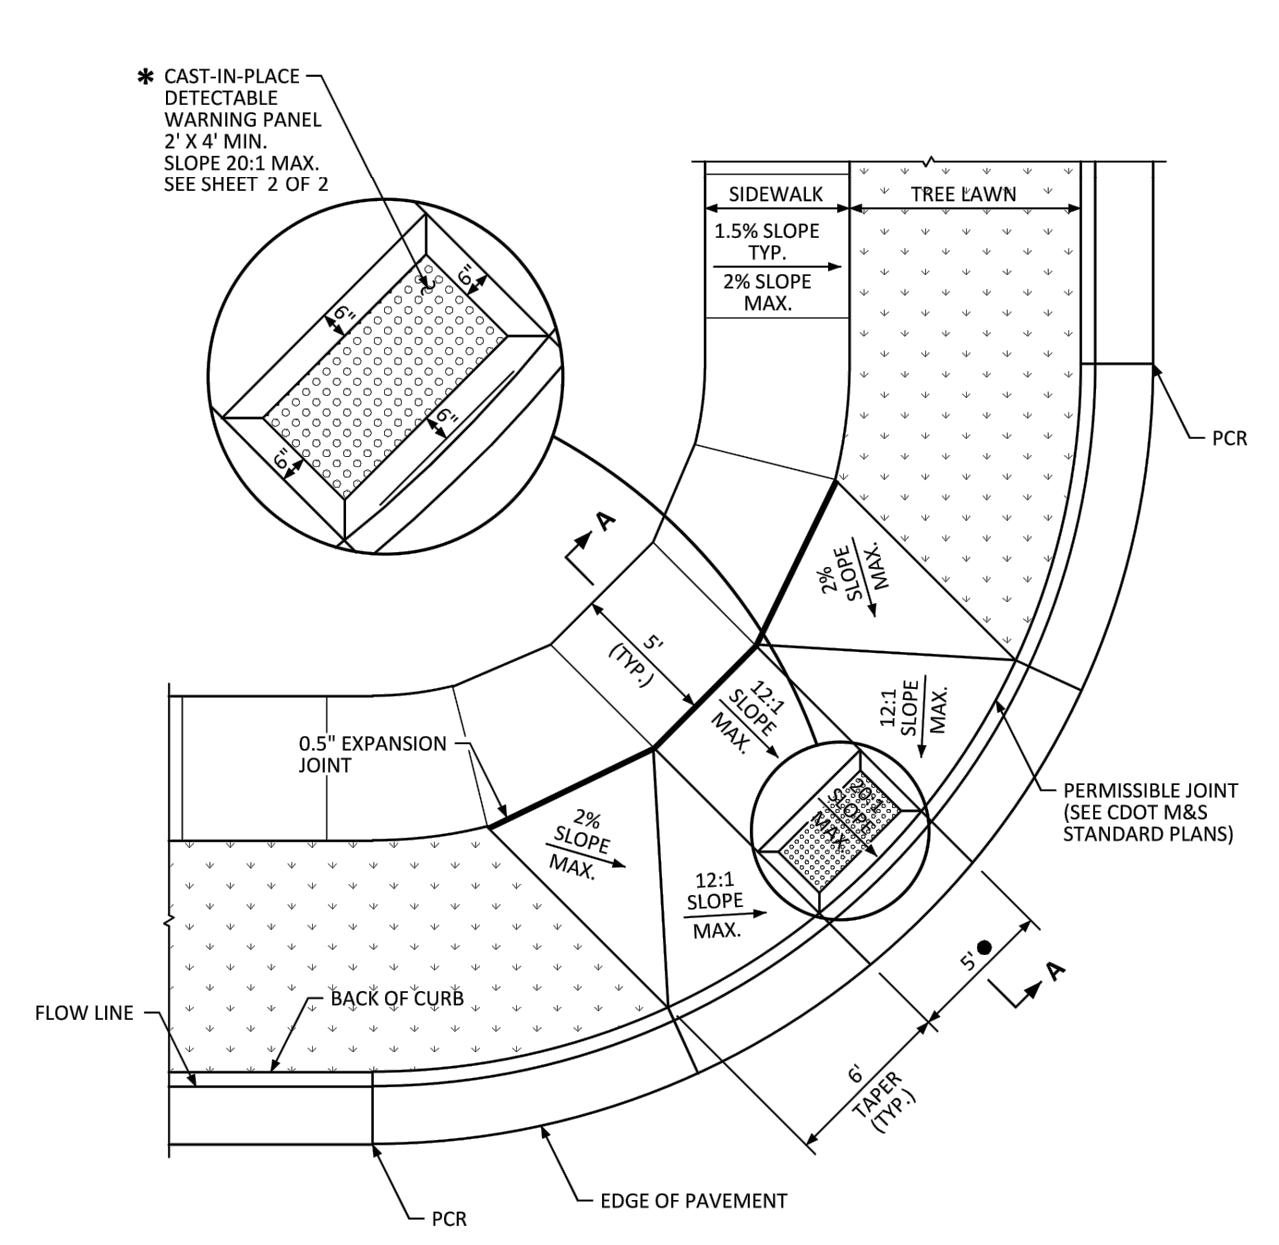 * CAST-IN-PLACE
DETECTABLE
WARNING PANEL
2' X 4' MIN.
SLOPE 20:1 MAX.
SEE SHEET 2 OF 2
SIDEWALK
TREE LAWN
1.5% SLOPE
TYP.
2% SLOPE
MAX.
6"
6"
6"
6"
PCR
A
2%
SLOPE
MAX.
5'
(TYP.)
12:1
SLOPE
MAX.
12:1
SLOPE
MAX.
0.5" EXPANSION
JOINT
20:1
SLOPE
MAX.
PERMISSIBLE JOINT
(SEE CDOT M&S
STANDARD PLANS)
2%
SLOPE
MAX.
12:1
SLOPE
MAX.
5'
A
BACK OF CURB
FLOW LINE
6'
TAPER
(TYP.)
EDGE OF PAVEMENT
PCR